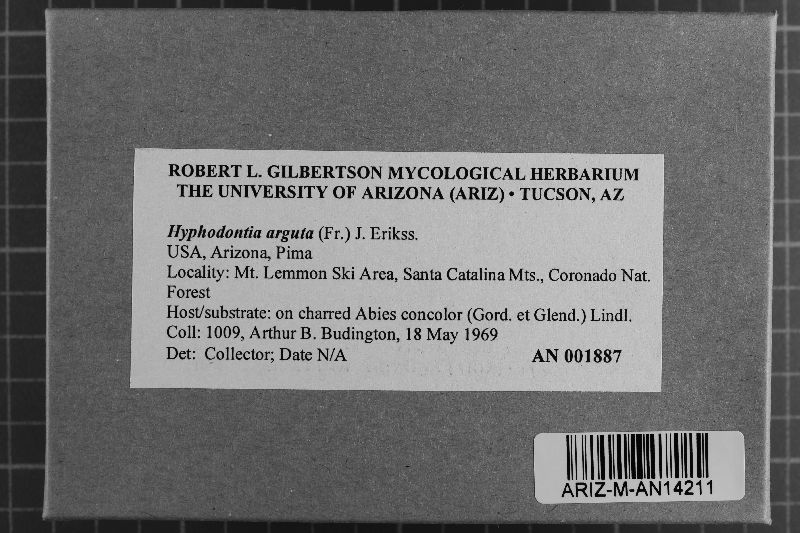 ROBERT L. GILBERTSON MYCOLOGICAL HERBARIUM
THE UNIVERSITY OF ARIZONA (ARIZ) • TUCSON, AZ
Hyphodontia arguta (Fr.) J. Erikss.
USA, Arizona, Pima
Locality: Mt. Lemmon Ski Area, Santa Catalina Mts., Coronado Nat.
Forest
Host/substrate: on charred Abies concolor (Gord. et Glend.) Lindl.
Coll: 1009, Arthur B. Budington, 18 May 1969
Det: Collector; Date N/A AN 001887
ARIZ-M-AN14211